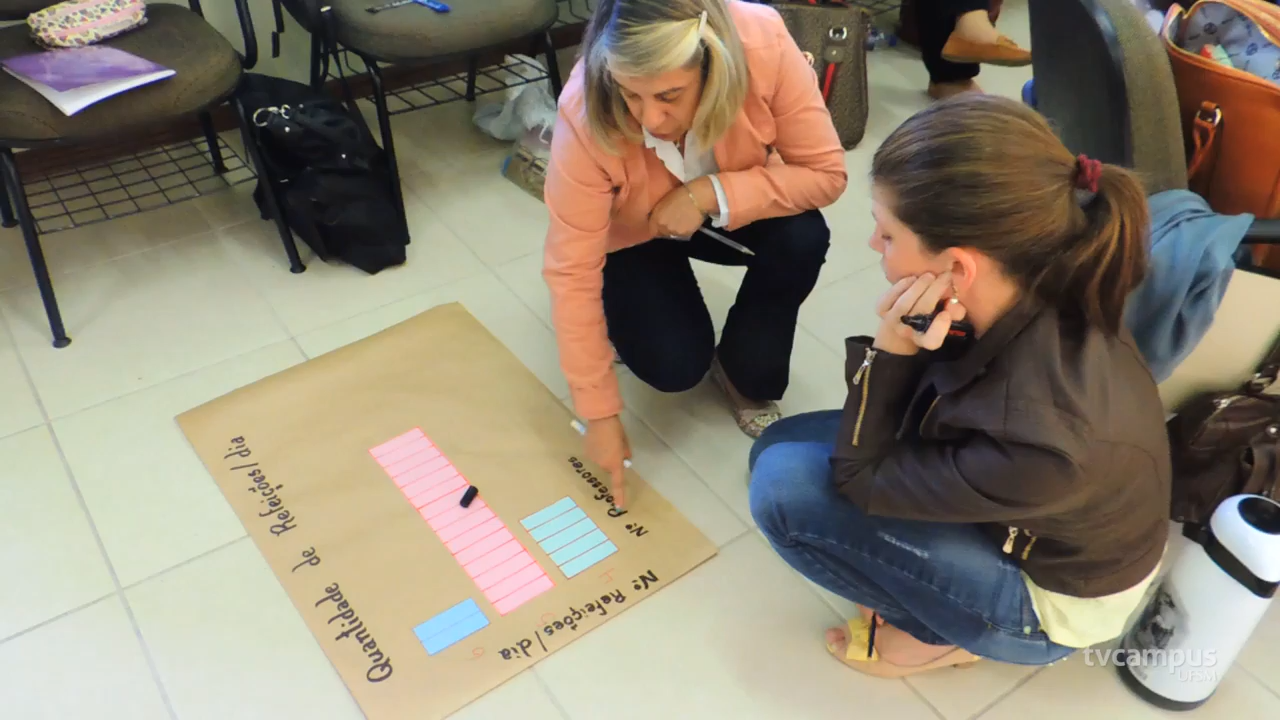 Quantidade de Refeições/dia
Nº Professores
Nº Refeições/dia
tvcampus
UFSM